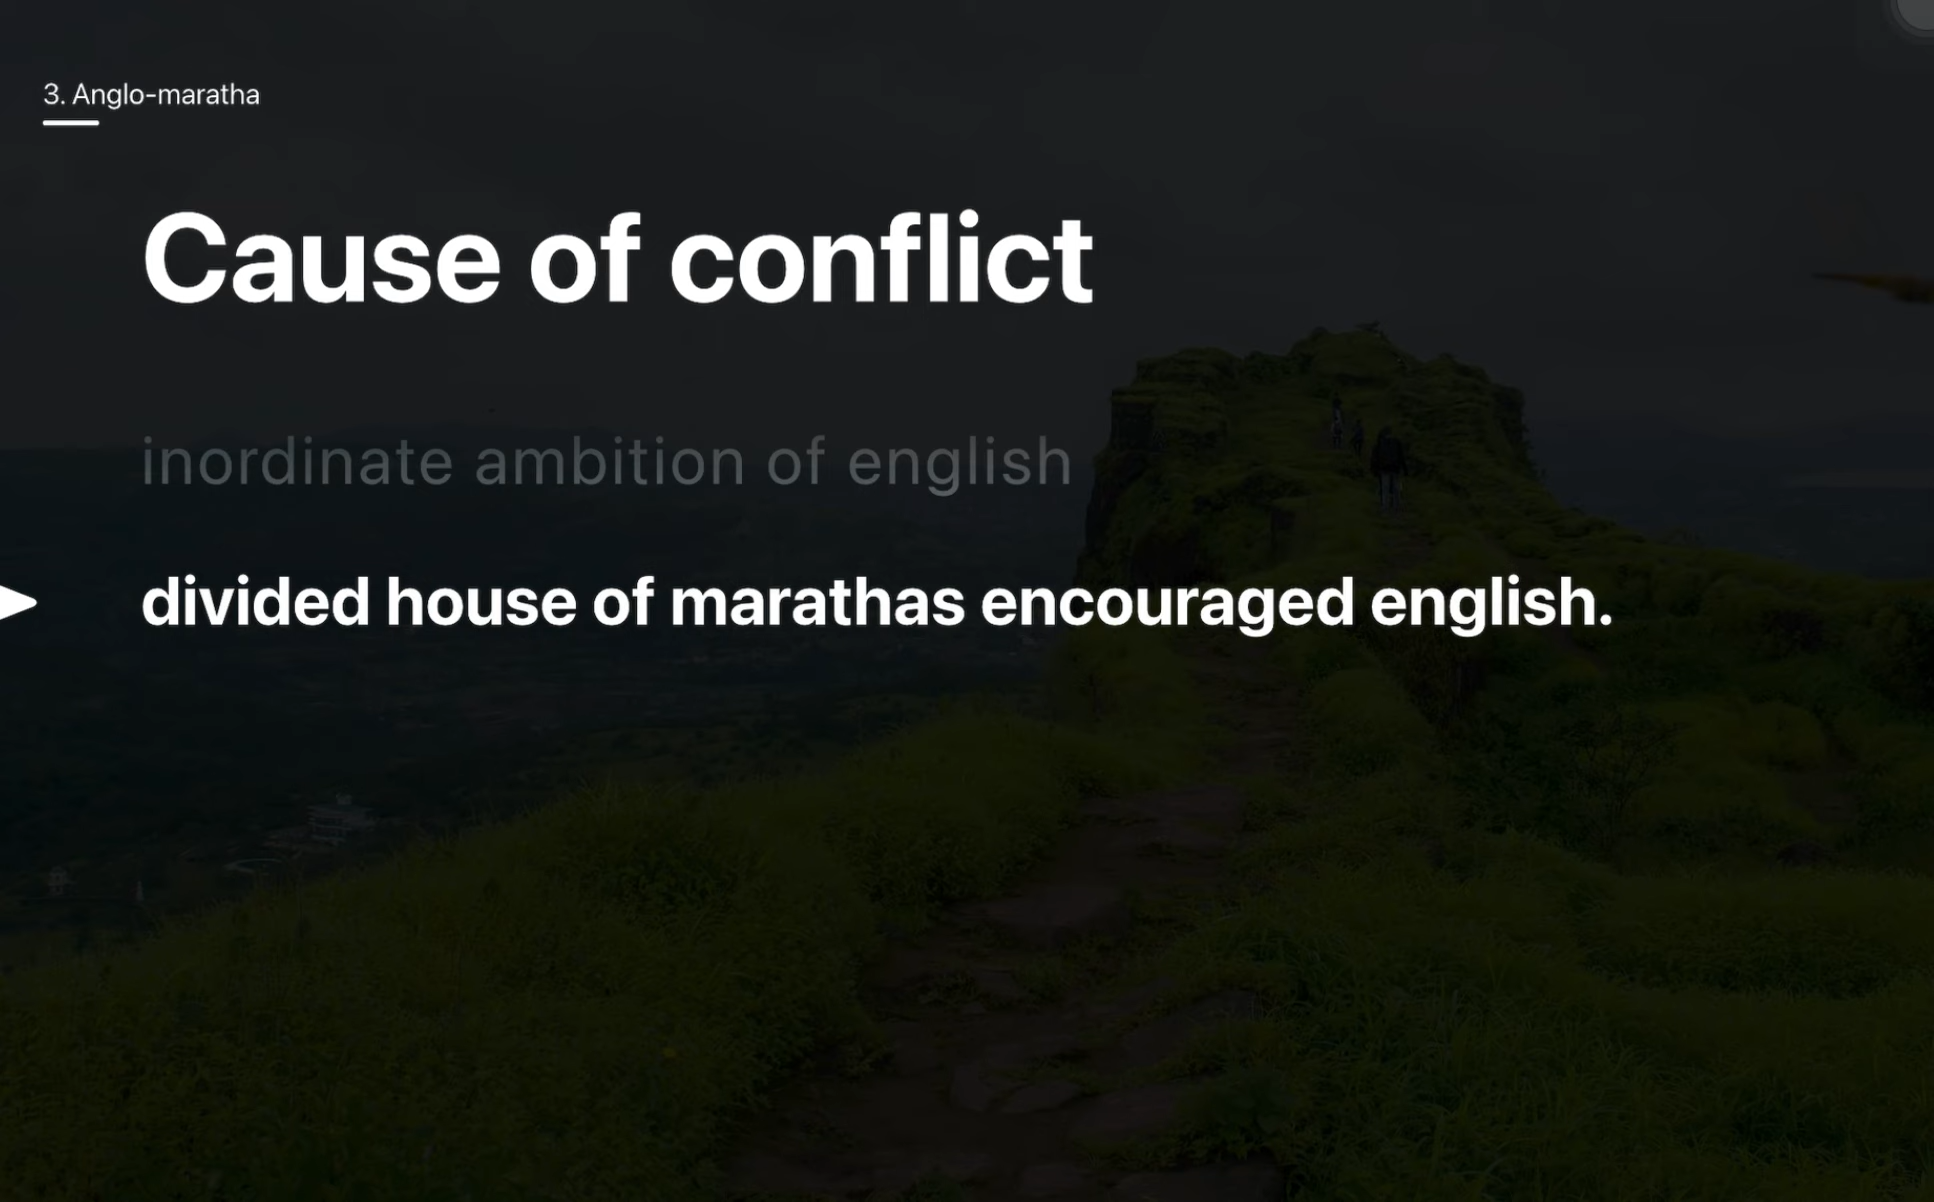 3. Anglo-maratha
Cause of conflict
inordinate ambition of english
divided house of marathas encouraged english.